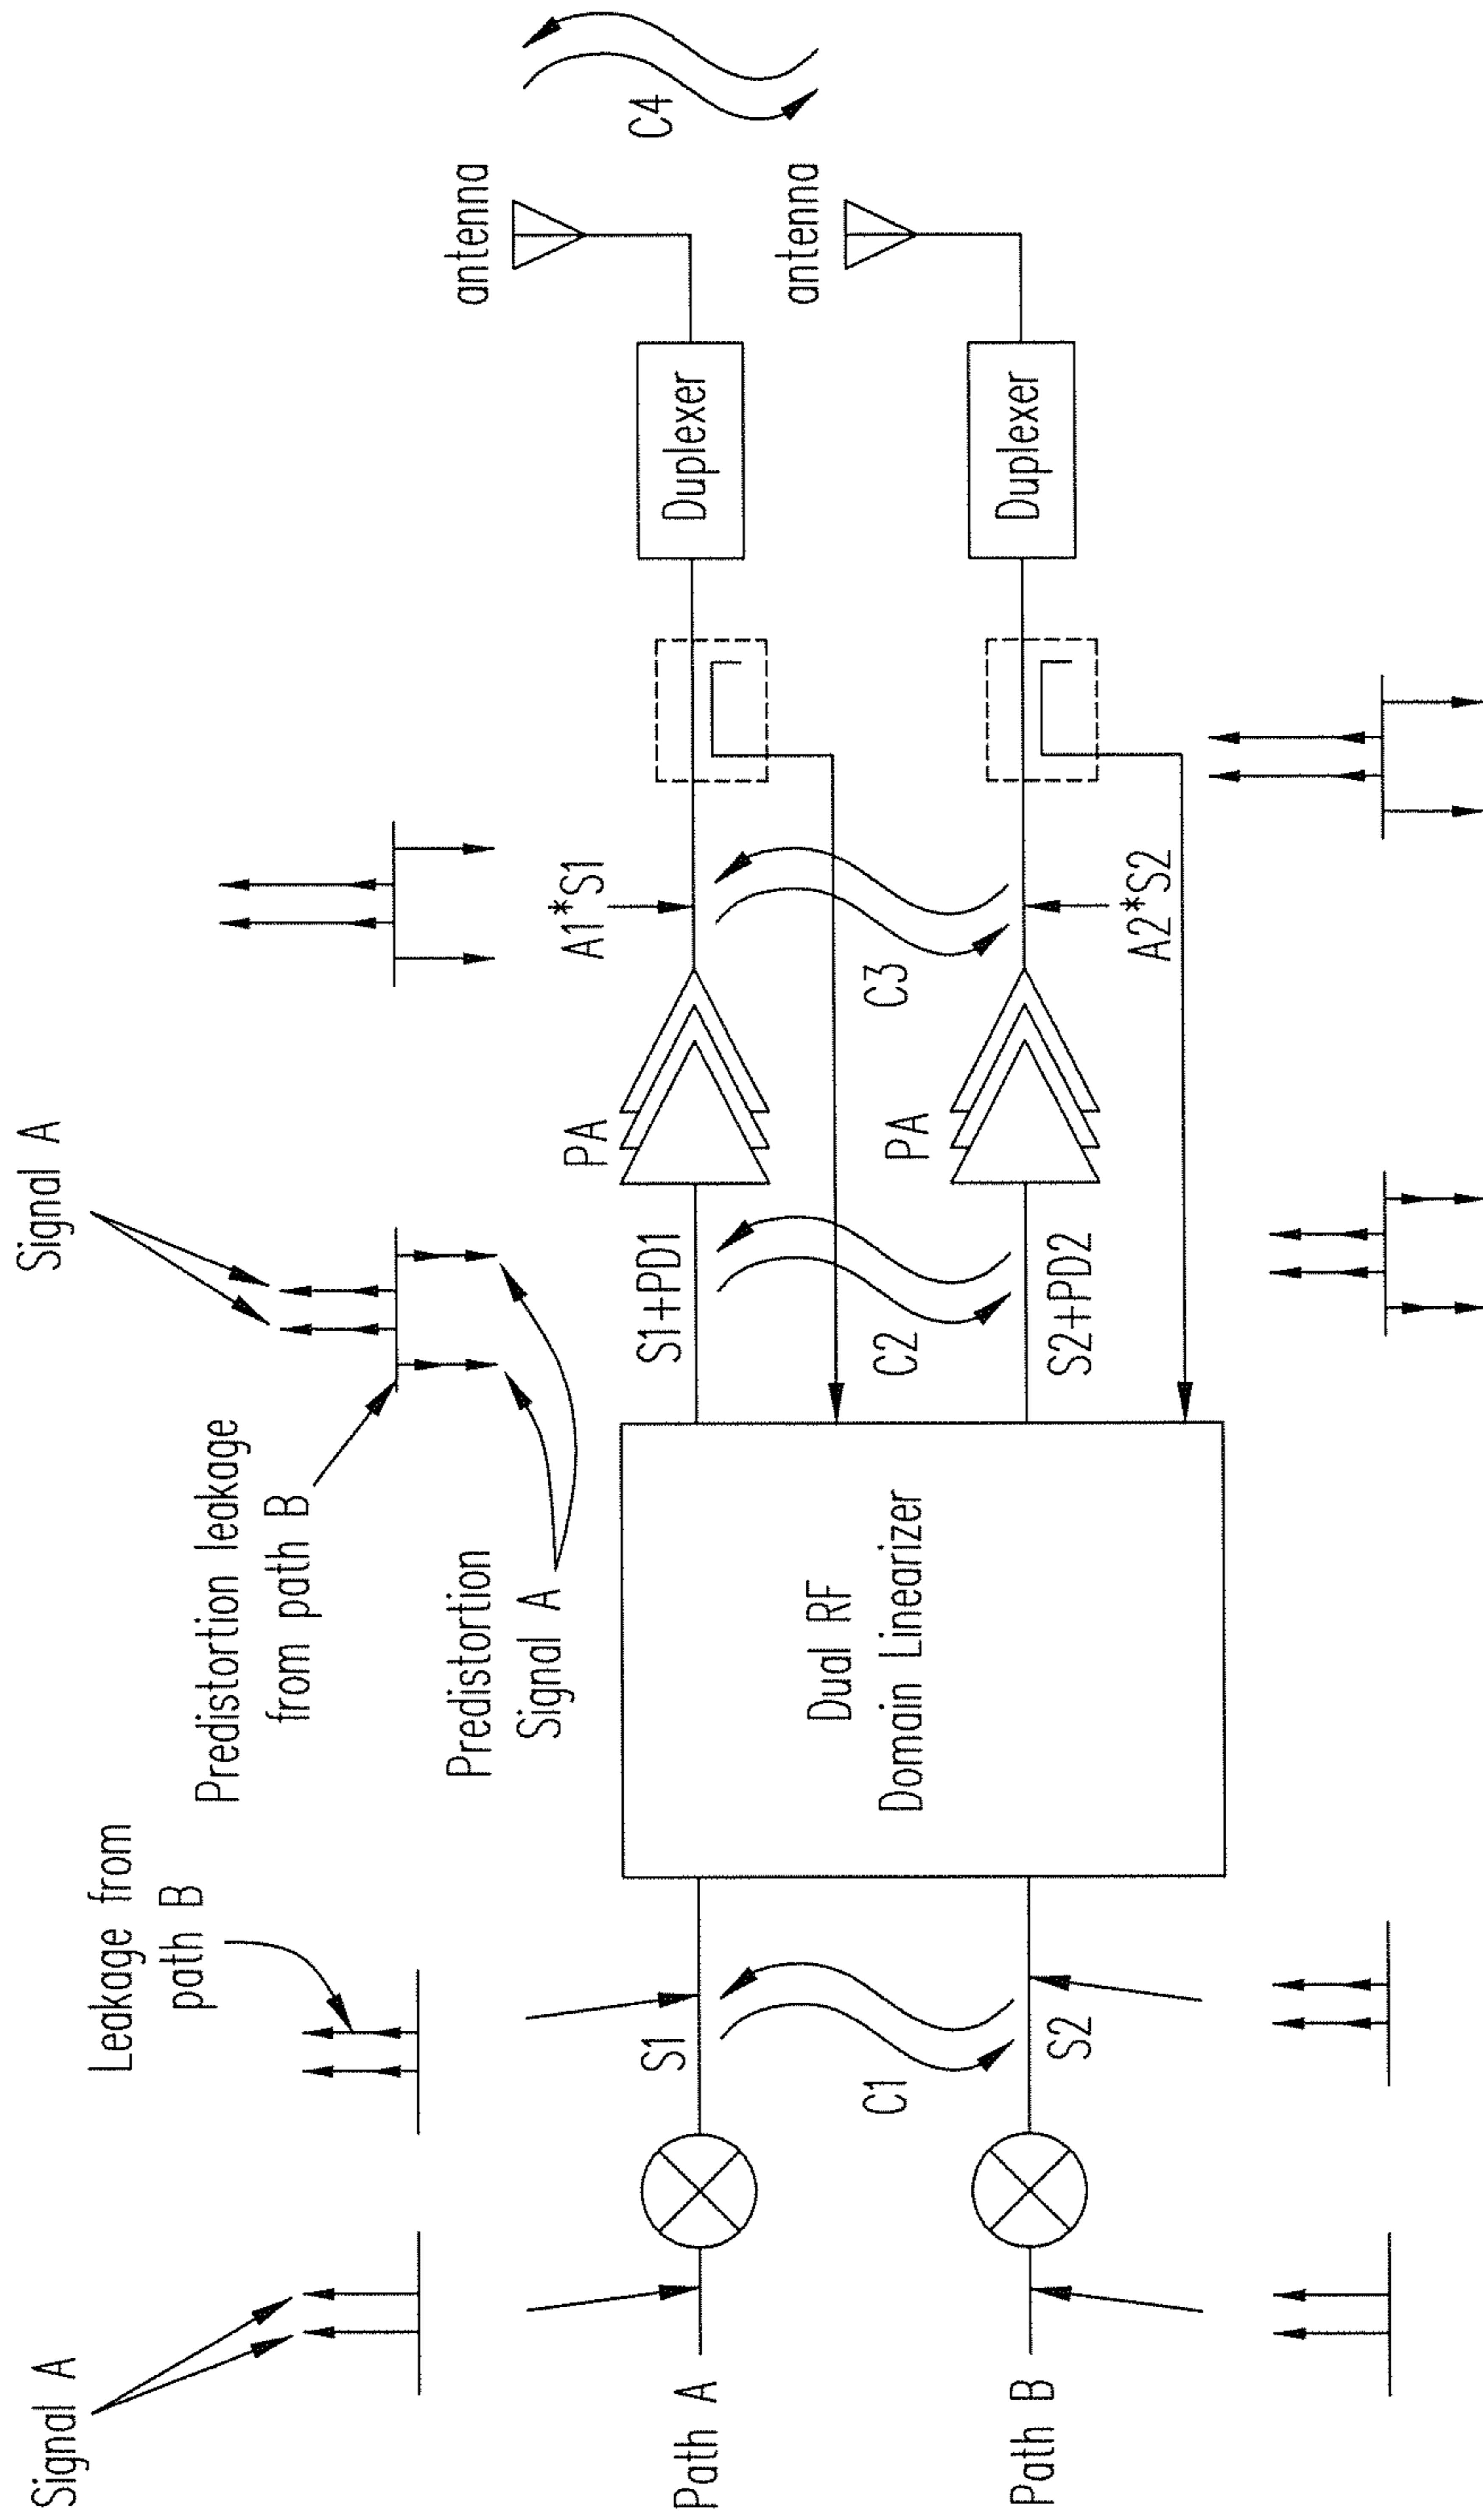 Signal A
Leakage from
path B
Predistortion leakage
from path B
Signal A
Predistortion
Signal A
Path A
S1
C1
Path B
S2
Dual RF
Domain Linearizer
S1+PD1
C2
S2+PD2
PA
PA
A1*S1
C3
A2*S2
Duplexer
Duplexer
antenna
antenna
C4